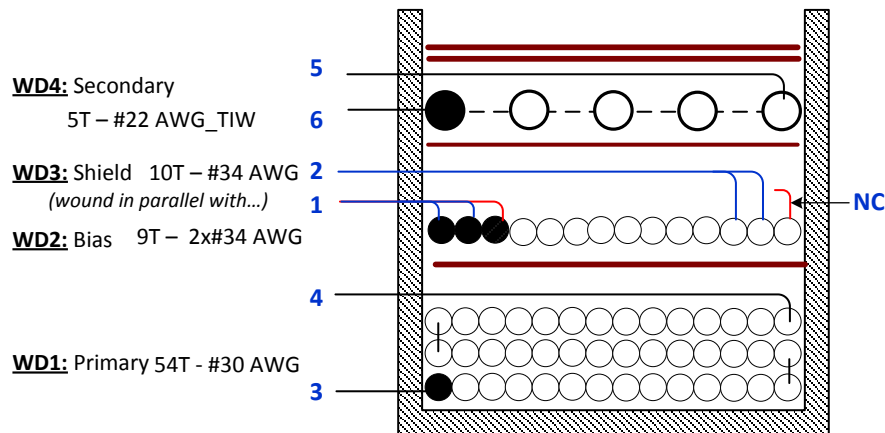 5
WD4: Secondary
5T – #22 AWG_TIW
6
WD3: Shield 10T – #34 AWG
2
(wound in parallel with…)
1
NC
WD2: Bias 9T – 2x#34 AWG
4
WD1: Primary 54T - #30 AWG
3